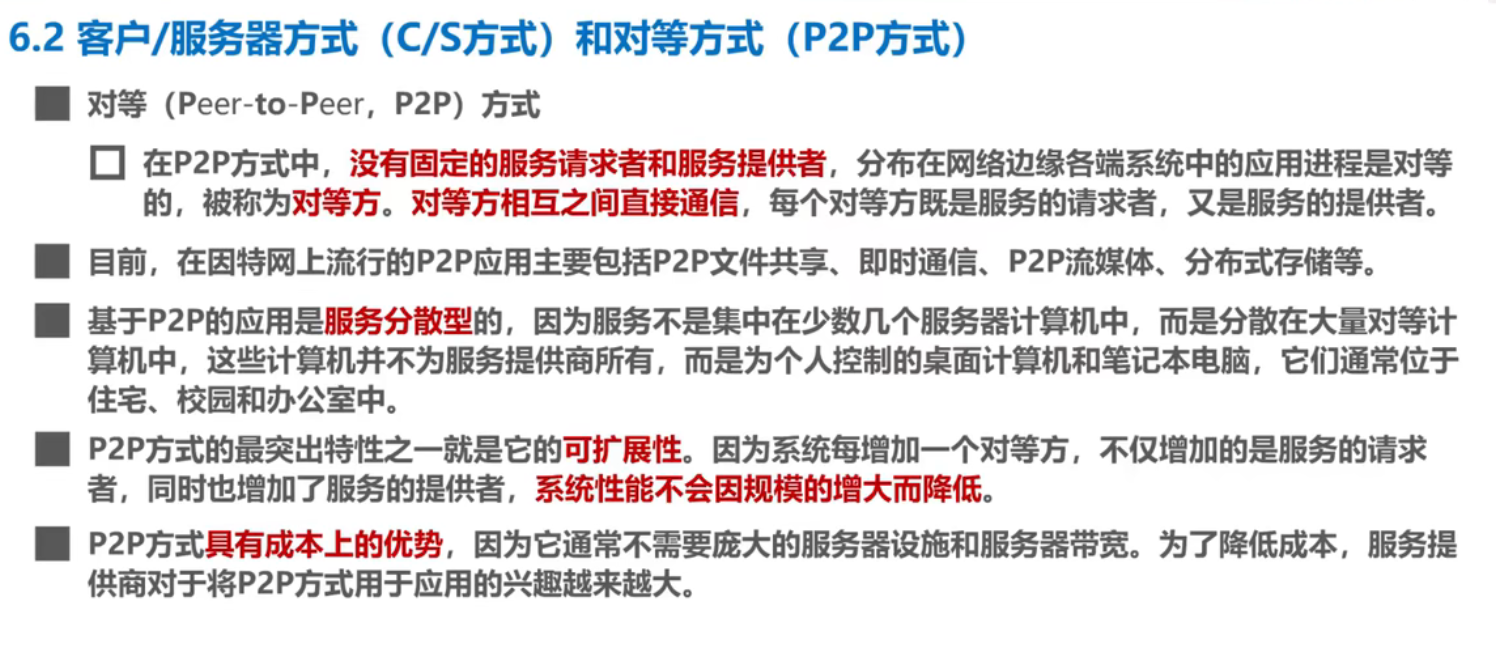 6.2 客户/服务器方式（C/S方式）和对等方式（P2P方式）
对等（Peer-to-Peer，P2P）方式
在P2P方式中，没有固定的服务请求者和服务提供者，分布在网络边缘各端系统中的应用进程是对等
的，被称为对等方。对等方相互之间直接通信，每个对等方既是服务的请求者，又是服务的提供者。
目前，在因特网上流行的P2P应用主要包括P2P文件共享、即时通信、P2P流媒体、分布式存储等。
基于P2P的应用是服务分散型的，因为服务不是集中在少数几个服务器计算机中，而是分散在大量对等计
算机中，这些计算机并不为服务提供商所有，而是为个人控制的桌面计算机和笔记本电脑，它们通常位于
住宅、校园和办公室中。
P2P方式的最突出特性之一就是它的可扩展性。因为系统每增加一个对等方，不仅增加的是服务的请求
者，同时也增加了服务的提供者，系统性能不会因规模的增大而降低。
P2P方式具有成本上的优势，因为它通常不需要庞大的服务器设施和服务器带宽。为了降低成本，服务提
供商对于将P2P方式用于应用的兴趣越来越大。